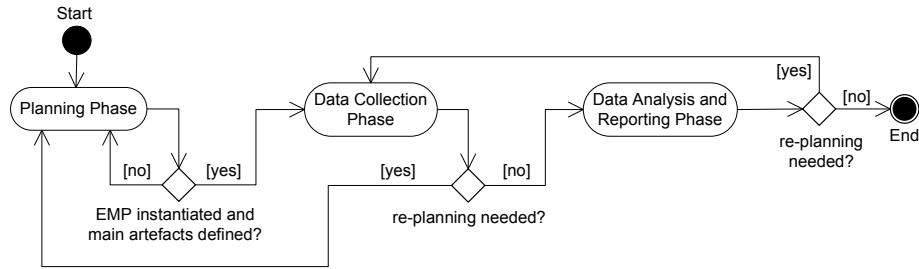 Start
[yes]
Planning Phase
Data Collection
Phase
Data Analysis and
Reporting Phase
[no]
End
re-planning
needed?
[no]
[yes]
[yes]
[no]
EMP instantiated and
main artefacts defined?
re-planning needed?